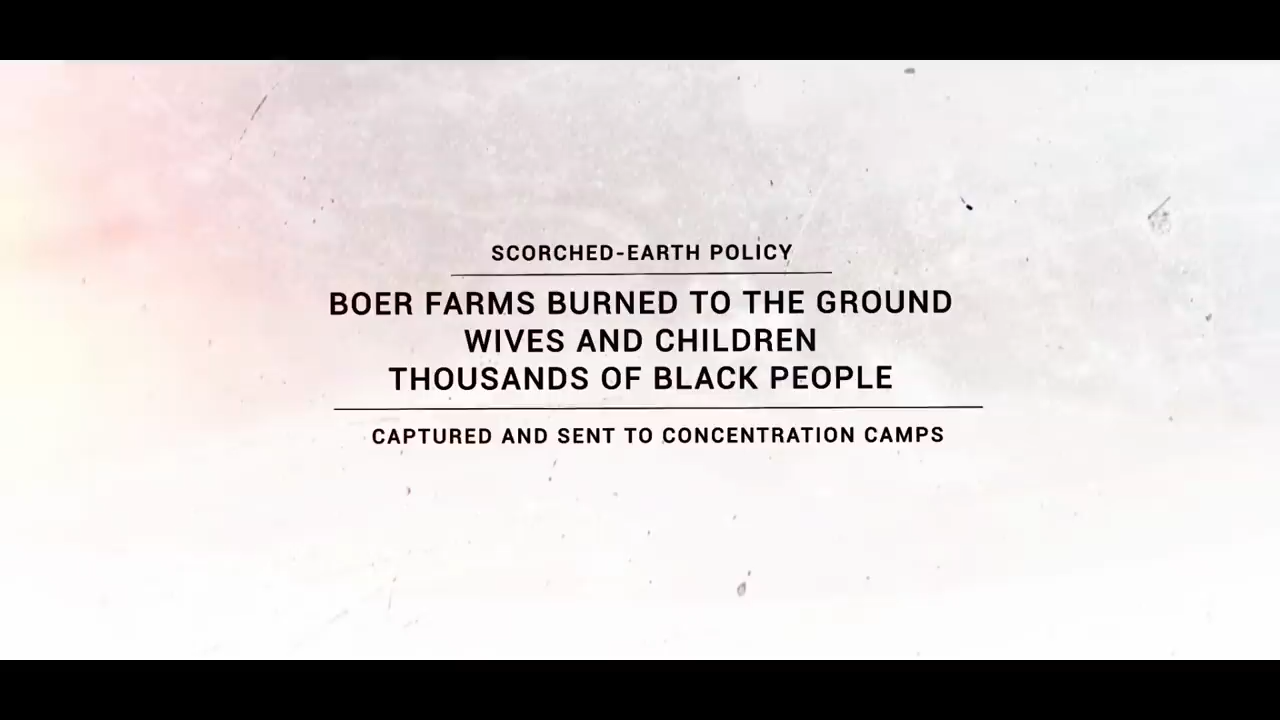 SCORCHED-EARTH POLICY
BOER FARMS BURNED TO THE GROUND
WIVES AND CHILDREN
THOUSANDS OF BLACK PEOPLE
CAPTURED AND SENT TO CONCENTRATION CAMPS